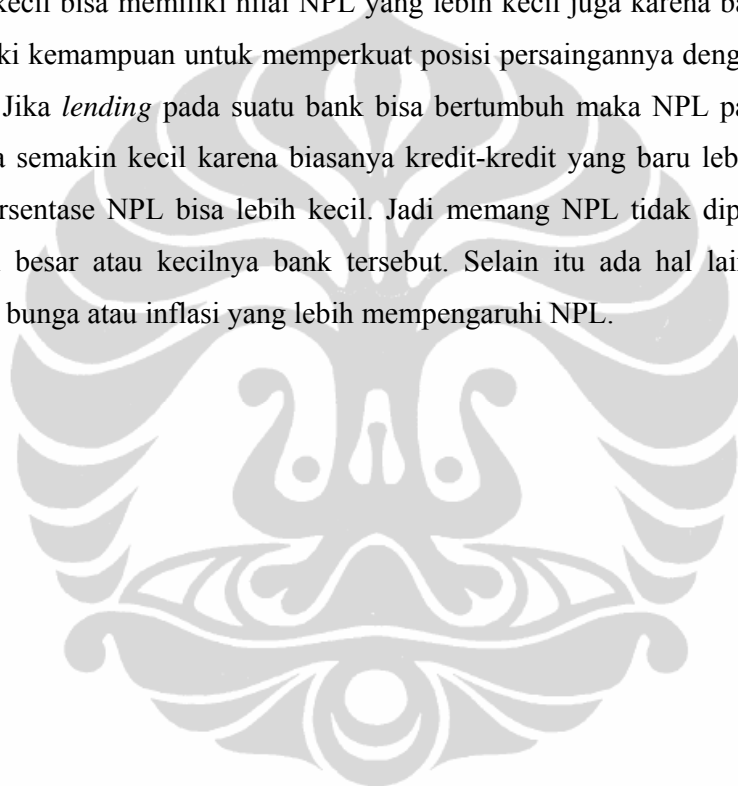 kecil bisa memiliki nilai NPL yang lebih kecil juga karena
kemampuan untuk memperkuat posisi persaingannya
Jika lending pada suatu bank bisa bertumbuh maka NPL
semakin kecil karena biasanya kredit-kredit yang baru
NPL bisa lebih kecil. Jadi memang NPL tidak
besar atau kecilnya bank tersebut. Selain itu ada hal
bunga atau inflasi yang lebih mempengaruhi NPL.